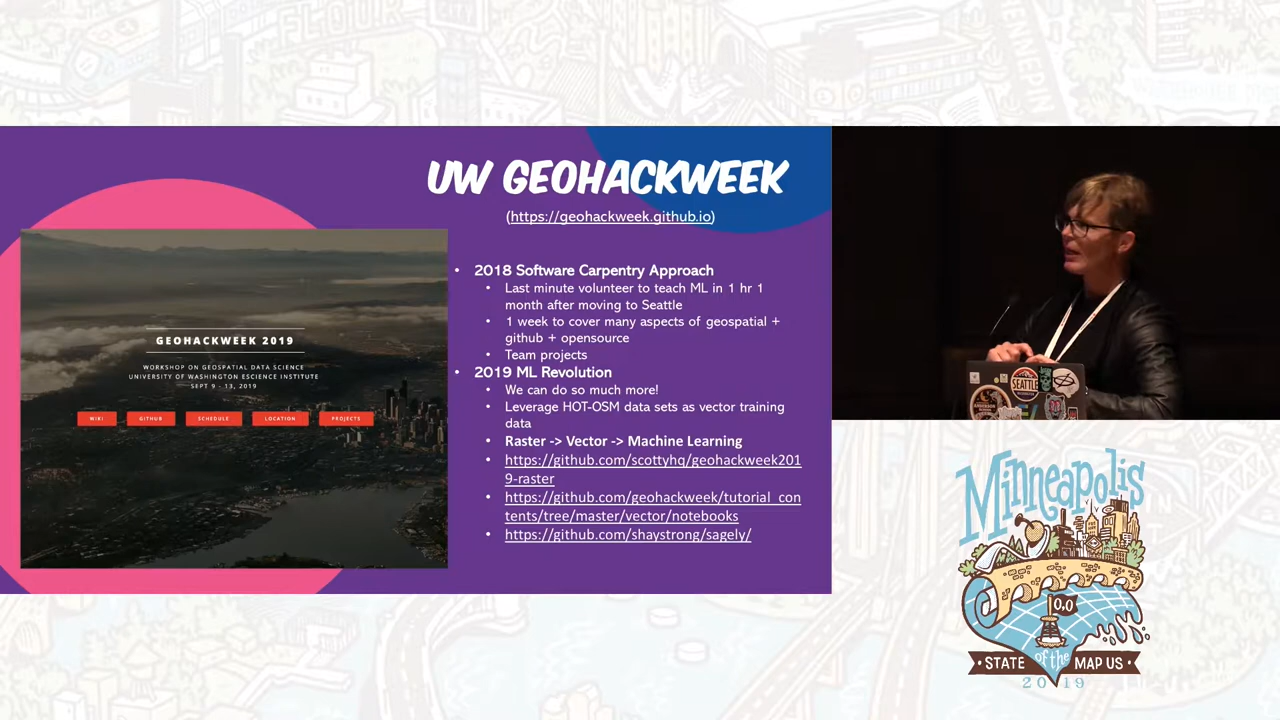 UW GEOHACKWEEK
(https://geohackweek.github.io)
GEOHACKWEEK 2019
WORKSHOP ON GEOSPATIAL DATA SCIENCE
UNIVERSITY OF WASHINGTON ESCIENCE INSTITUTE
SEPT 9 - 13, 2019
WIKI
GITHUB
SCHEDULE
LOCATION
PROJECTS
• 2018 Software Carpentry Approach
• Last minute volunteer to teach ML in 1 hr 1
month after moving to Seattle
• 1 week to cover many aspects of geospatial +
github + opensource
• Team projects
• 2019 ML Revolution
• We can do so much more!
• Leverage HOT-OSM data sets as vector training
data
• Raster -> Vector -> Machine Learning
• https://github.com/scottyhq/geohackweek201
9-raster
• https://github.com/geohackweek/tutorial_con
tents/tree/master/vector/notebooks
• https://github.com/shaystrong/sagely/
SEATTLE
Minneapolis
0,0
STATE of the MAP US
2019